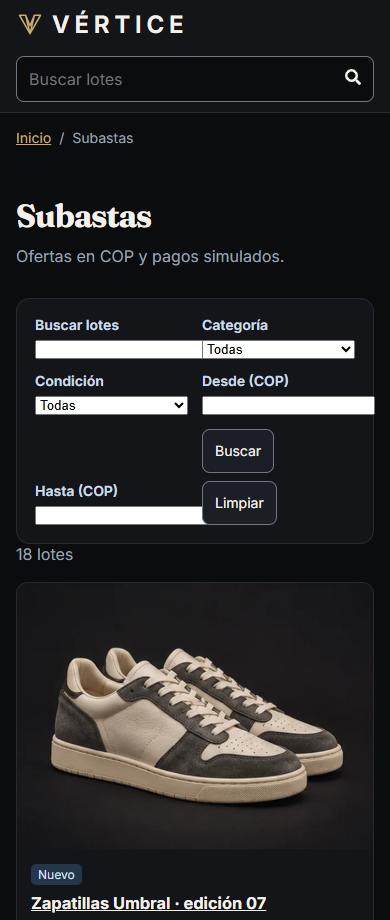 VÉRTICE
Buscar lotes
Inicio / Subastas
Subastas
Ofertas en COP y pagos simulados.
Buscar lotes
Categoría
Todas
Condición
Desde (COP)
Todas
Buscar
Hasta (COP)
Limpiar
18 lotes
Nuevo
Zapatillas Umbral · edición 07